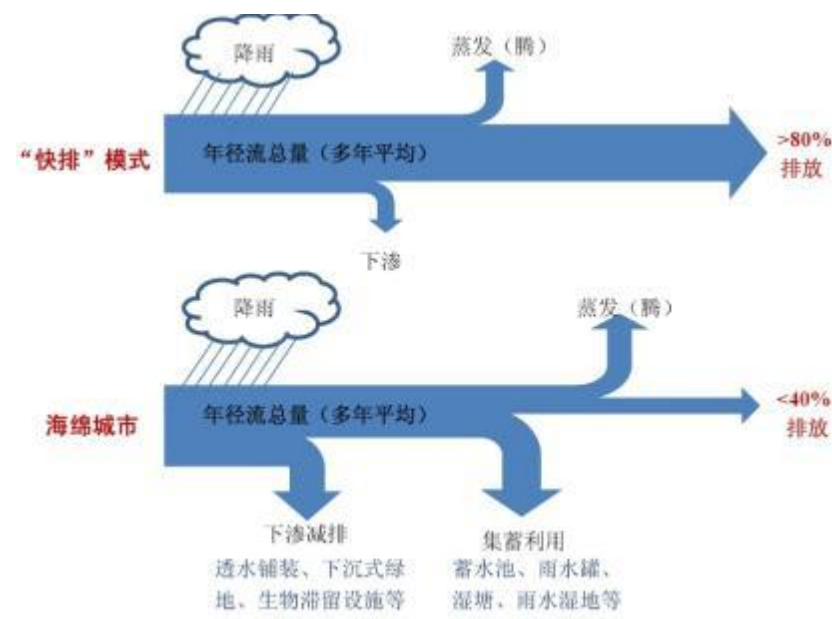 降雨
蒸发（腾）
“快排”模式
年径流总量（多年平均）
>80%
排放
下渗
降雨
蒸发（腾）
海绵城市
年径流总量（多年平均）
<40%
排放
下渗减排
透水铺装、下沉式绿
地、生物滞留设施等
集蓄利用
蓄水池、雨水罐、
湿塘、雨水湿地等